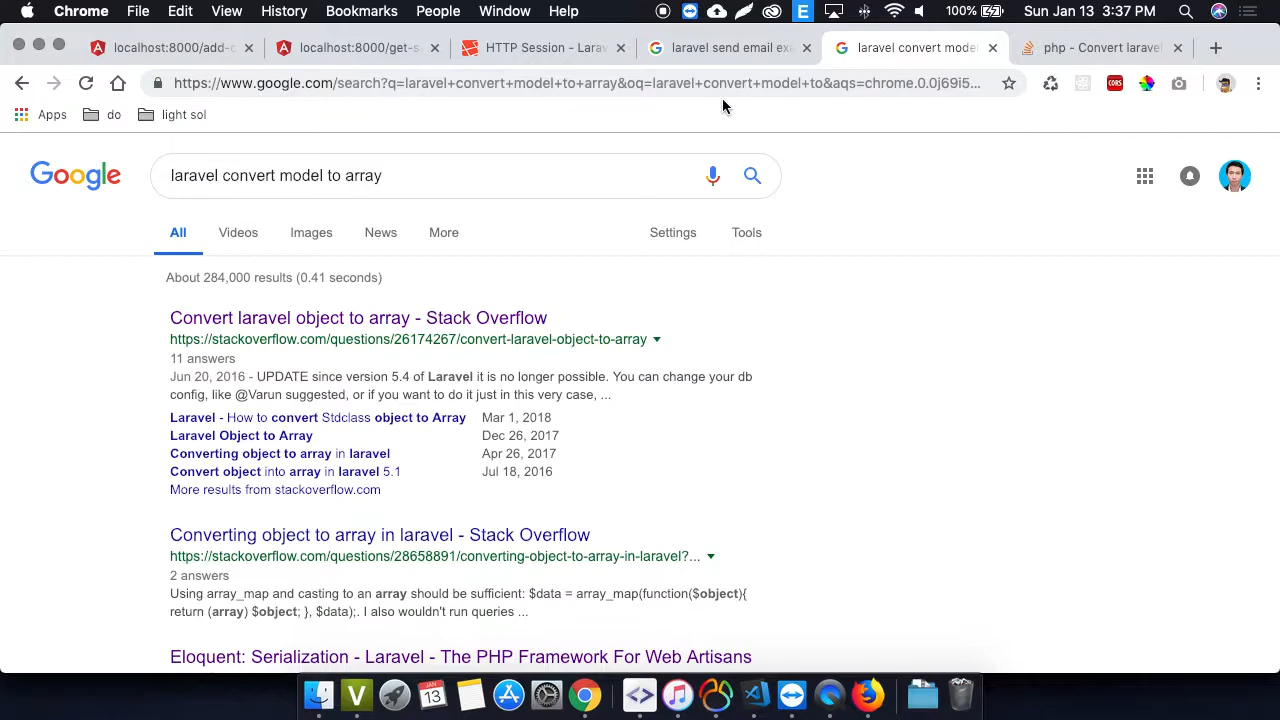 Chrome File Edit View History Bookmarks People Window Help 100% Sun Jan 13 3:37 PM
localhost:8000/add-c localhost:8000/get-s HTTP Session - Larav laravel send email exa laravel convert mode php - Convert larave
https://www.google.com/search?q=laravel+convert+model+to+array&oq=laravel+convert+model+to&aqs=chrome.0.0j69i5...
CORS
Apps do light sol
Google laravel convert model to array
All Videos Images News More Settings Tools
About 284,000 results (0.41 seconds)
Convert laravel object to array - Stack Overflow
https://stackoverflow.com/questions/26174267/convert-laravel-object-to-array
11 answers
Jun 20, 2016 - UPDATE since version 5.4 of Laravel it is no longer possible. You can change your db
config, like @Varun suggested, or if you want to do it just in this very case, ...
Laravel - How to convert Stdclass object to Array Mar 1, 2018
Laravel Object to Array Dec 26, 2017
Converting object to array in laravel Apr 26, 2017
Convert object into array in laravel 5.1 Jul 18, 2016
More results from stackoverflow.com
Converting object to array in laravel - Stack Overflow
https://stackoverflow.com/questions/28658891/converting-object-to-array-in-laravel?...
2 answers
Using array_map and casting to an array should be sufficient: $data = array_map(function($object){
return (array) $object; }, $data);. I also wouldn't run queries ...
Eloquent: Serialization - Laravel - The PHP Framework For Web Artisans
JAN
13